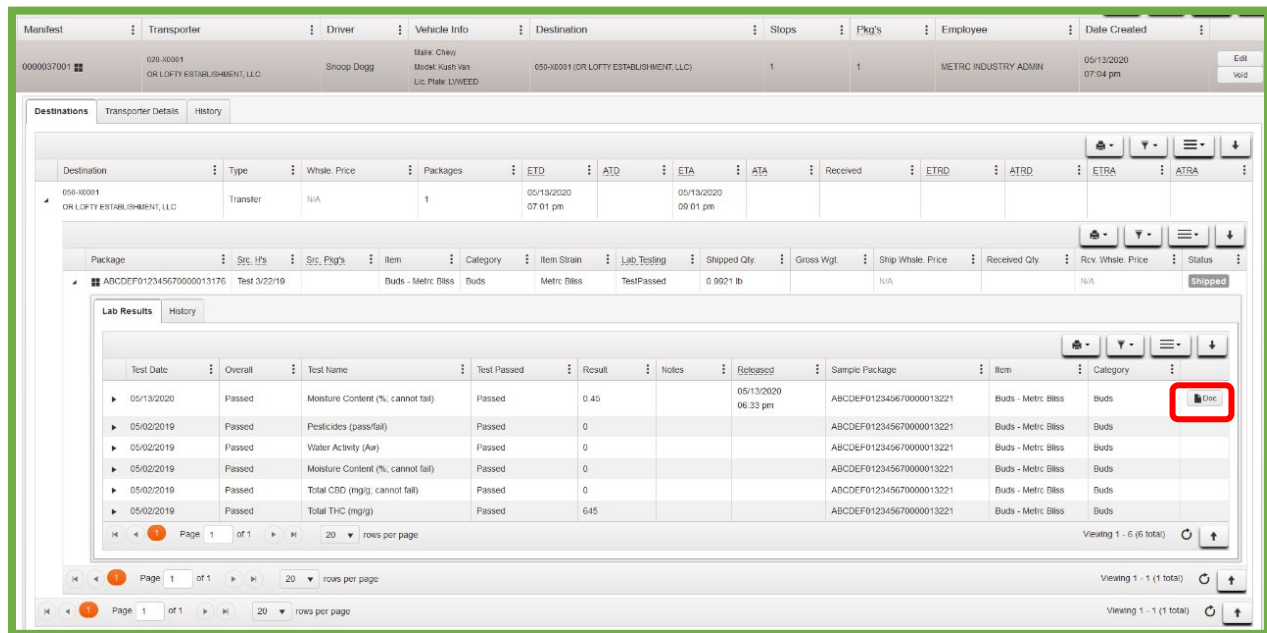 Manifest Transporter Driver Vehicle Info Destination Stops Pkg's Employee Date Created
0000037001 020-X0001 OR LOFTY ESTABLISHMENT, LLC Snoop Dogg Make: Chevy Model: Kush Van Lic. Plate: LVWEED 050-X0001 (OR LOFTY ESTABLISHMENT, LLC) 1 1 METRC INDUSTRY ADMIN 05/13/2020 07:04 pm Edit Void
Destinations Transporter Details History
Destination Type Whsle. Price Packages ETD ATD ETA ATA Received ETRD ATRD ETRA ATRA
050-X0001 OR LOFTY ESTABLISHMENT, LLC Transfer N/A 1 05/13/2020 07:01 pm 05/13/2020 09:01 pm
Package Src. H's Src. Pkg's Item Category Item Strain Lab Testing Shipped Qty. Gross Wgt. Ship Whsle. Price Received Qty. Rcv. Whsle. Price Status
ABCDEF012345670000013176 Test 3/22/19 Buds - Metrc Bliss Buds Metrc Bliss TestPassed 0.9921 lb N/A N/A Shipped
Lab Results History
Test Date Overall Test Name Test Passed Result Notes Released Sample Package Item Category
05/13/2020 Passed Moisture Content (%; cannot fail) Passed 0.45 05/13/2020 06:33 pm ABCDEF012345670000013221 Buds - Metrc Bliss Buds Doc
05/02/2019 Passed Pesticides (pass/fail) Passed 0 ABCDEF012345670000013221 Buds - Metrc Bliss Buds
05/02/2019 Passed Water Activity (Aw) Passed 0 ABCDEF012345670000013221 Buds - Metrc Bliss Buds
05/02/2019 Passed Moisture Content (%; cannot fail) Passed 0 ABCDEF012345670000013221 Buds - Metrc Bliss Buds
05/02/2019 Passed Total CBD (mg/g; cannot fail) Passed 0 ABCDEF012345670000013221 Buds - Metrc Bliss Buds
05/02/2019 Passed Total THC (mg/g) Passed 645 ABCDEF012345670000013221 Buds - Metrc Bliss Buds
1 Page 1 of 1 20 rows per page Viewing 1 - 6 (6 total)
1 Page 1 of 1 20 rows per page Viewing 1 - 1 (1 total)
1 Page 1 of 1 20 rows per page Viewing 1 - 1 (1 total)